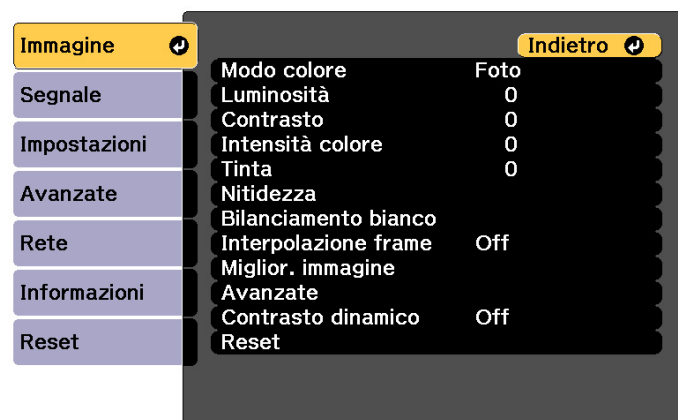 Immagine
Segnale
Impostazioni
Avanzate
Rete
Informazioni
Reset
Indietro
Modo colore Foto
Luminosità 0
Contrasto 0
Intensità colore 0
Tinta 0
Nitidezza
Bilanciamento bianco
Interpolazione frame Off
Miglior. immagine
Avanzate
Contrasto dinamico Off
Reset